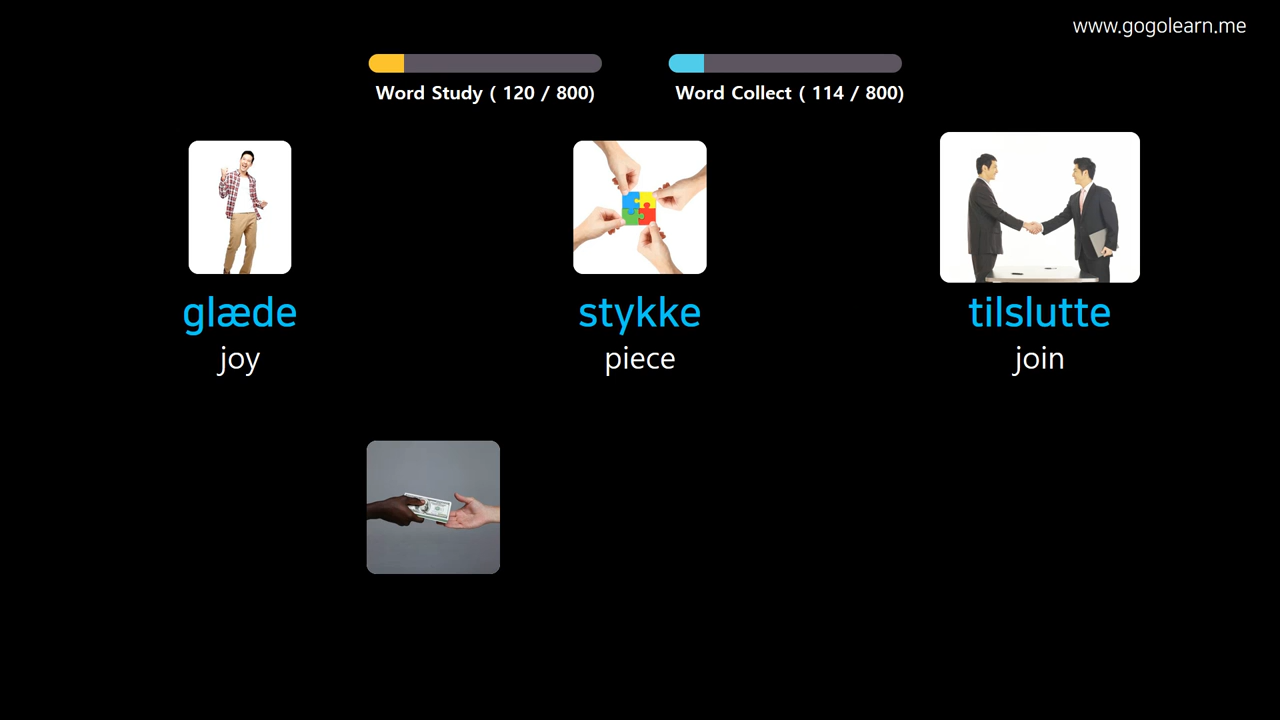 www.gogolearn.me
Word Study ( 120 / 800)
Word Collect ( 114 / 800)
glæde
stykke
tilslutte
joy
piece
join